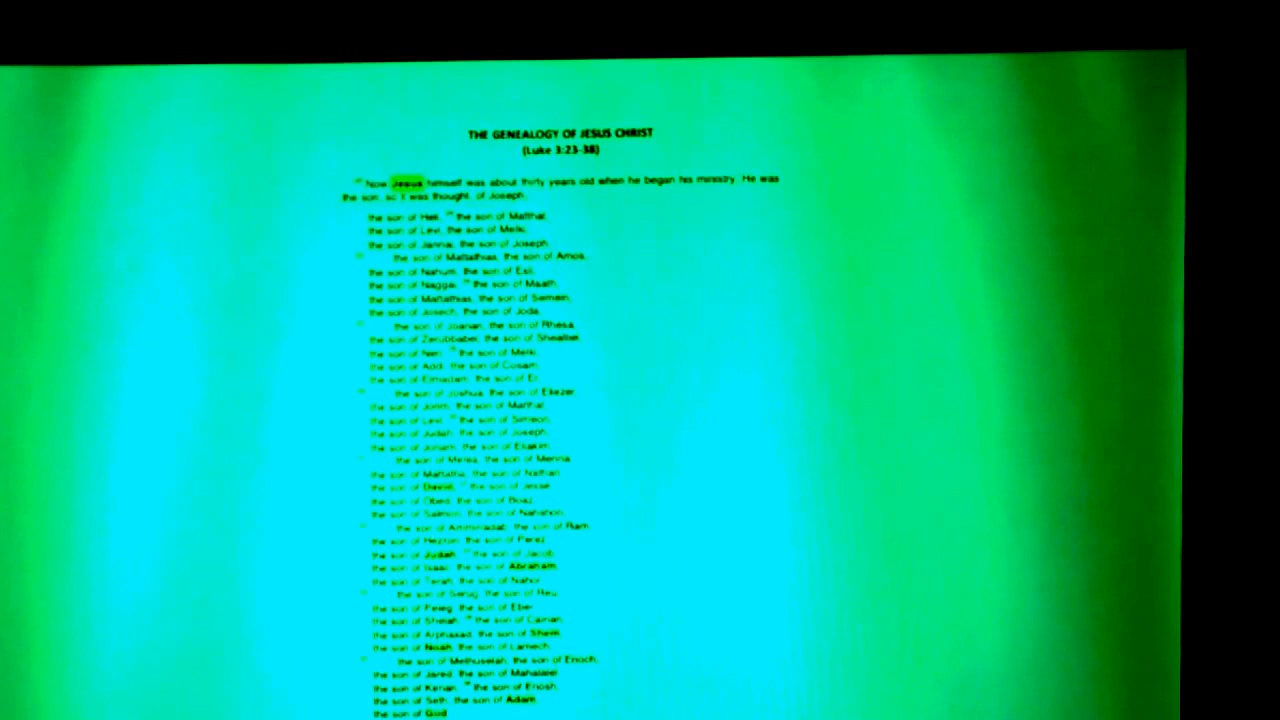 THE GENEALOGY OF JESUS CHRIST
(Luke 3:23-38)
Now Jesus himself was about thirty years old when he began his ministry. He was
the son, so it was thought, of Joseph,
the son of Heli, the son of Matthat,
the son of Levi, the son of Melki,
the son of Jannai, the son of Joseph,
the son of Mattathias, the son of Amos,
the son of Nahum, the son of Esli,
the son of Naggai, the son of Maath,
the son of Mattathias, the son of Semein,
the son of Josech, the son of Joda,
the son of Joanan, the son of Rhesa,
the son of Zerubbabel, the son of Shealtiel,
the son of Neri, the son of Melki,
the son of Addi, the son of Cosam,
the son of Elmadam, the son of Er,
the son of Joshua, the son of Eliezer,
the son of Jorim, the son of Matthat,
the son of Levi, the son of Simeon,
the son of Judah, the son of Joseph,
the son of Jonam, the son of Eliakim,
the son of Melea, the son of Menna,
the son of Mattatha, the son of Nathan,
the son of David, the son of Jesse,
the son of Obed, the son of Boaz,
the son of Salmon, the son of Nahshon,
the son of Amminadab, the son of Ram,
the son of Hezron, the son of Perez,
the son of Judah, the son of Jacob,
the son of Isaac, the son of Abraham,
the son of Terah, the son of Nahor,
the son of Serug, the son of Reu,
the son of Peleg, the son of Eber,
the son of Shelah, the son of Cainan,
the son of Arphaxad, the son of Shem,
the son of Noah, the son of Lamech,
the son of Methuselah, the son of Enoch,
the son of Jared, the son of Mahalalel,
the son of Kenan, the son of Enosh,
the son of Seth, the son of Adam,
the son of God